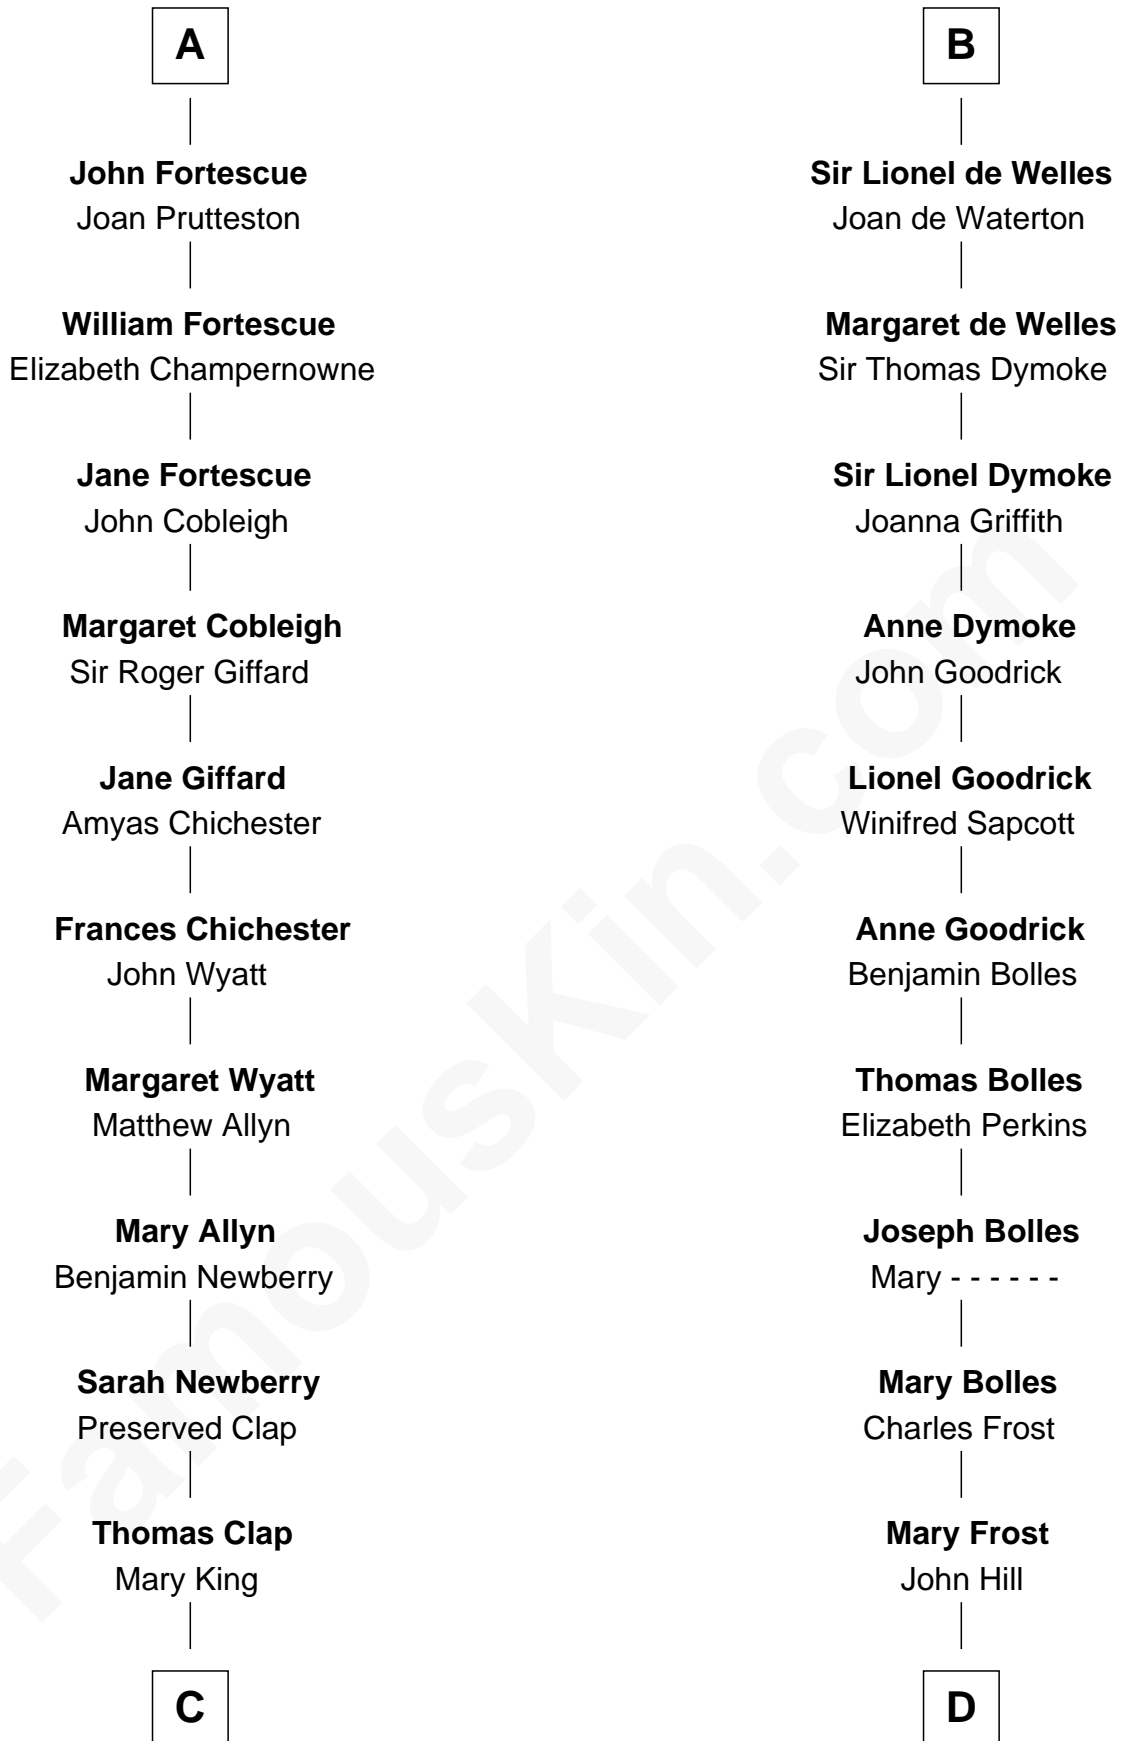 A
John Fortescue
Joan Prutteston
William Fortescue
Elizabeth Champernowne
Jane Fortescue
John Cobleigh
Margaret Cobleigh
Sir Roger Giffard
Jane Giffard
Amyas Chichester
Frances Chichester
John Wyatt
Margaret Wyatt
Matthew Allyn
Mary Allyn
Benjamin Newberry
Sarah Newberry
Preserved Clap
Thomas Clap
Mary King
C
B
Sir Lionel de Welles
Joan de Waterton
Margaret de Welles
Sir Thomas Dymoke
Sir Lionel Dymoke
Joanna Griffith
Anne Dymoke
John Goodrick
Lionel Goodrick
Winifred Sapcott
Anne Goodrick
Benjamin Bolles
Thomas Bolles
Elizabeth Perkins
Joseph Bolles
Mary - - - - - -
Mary Bolles
Charles Frost
Mary Frost
John Hill
D
FamousKin.com